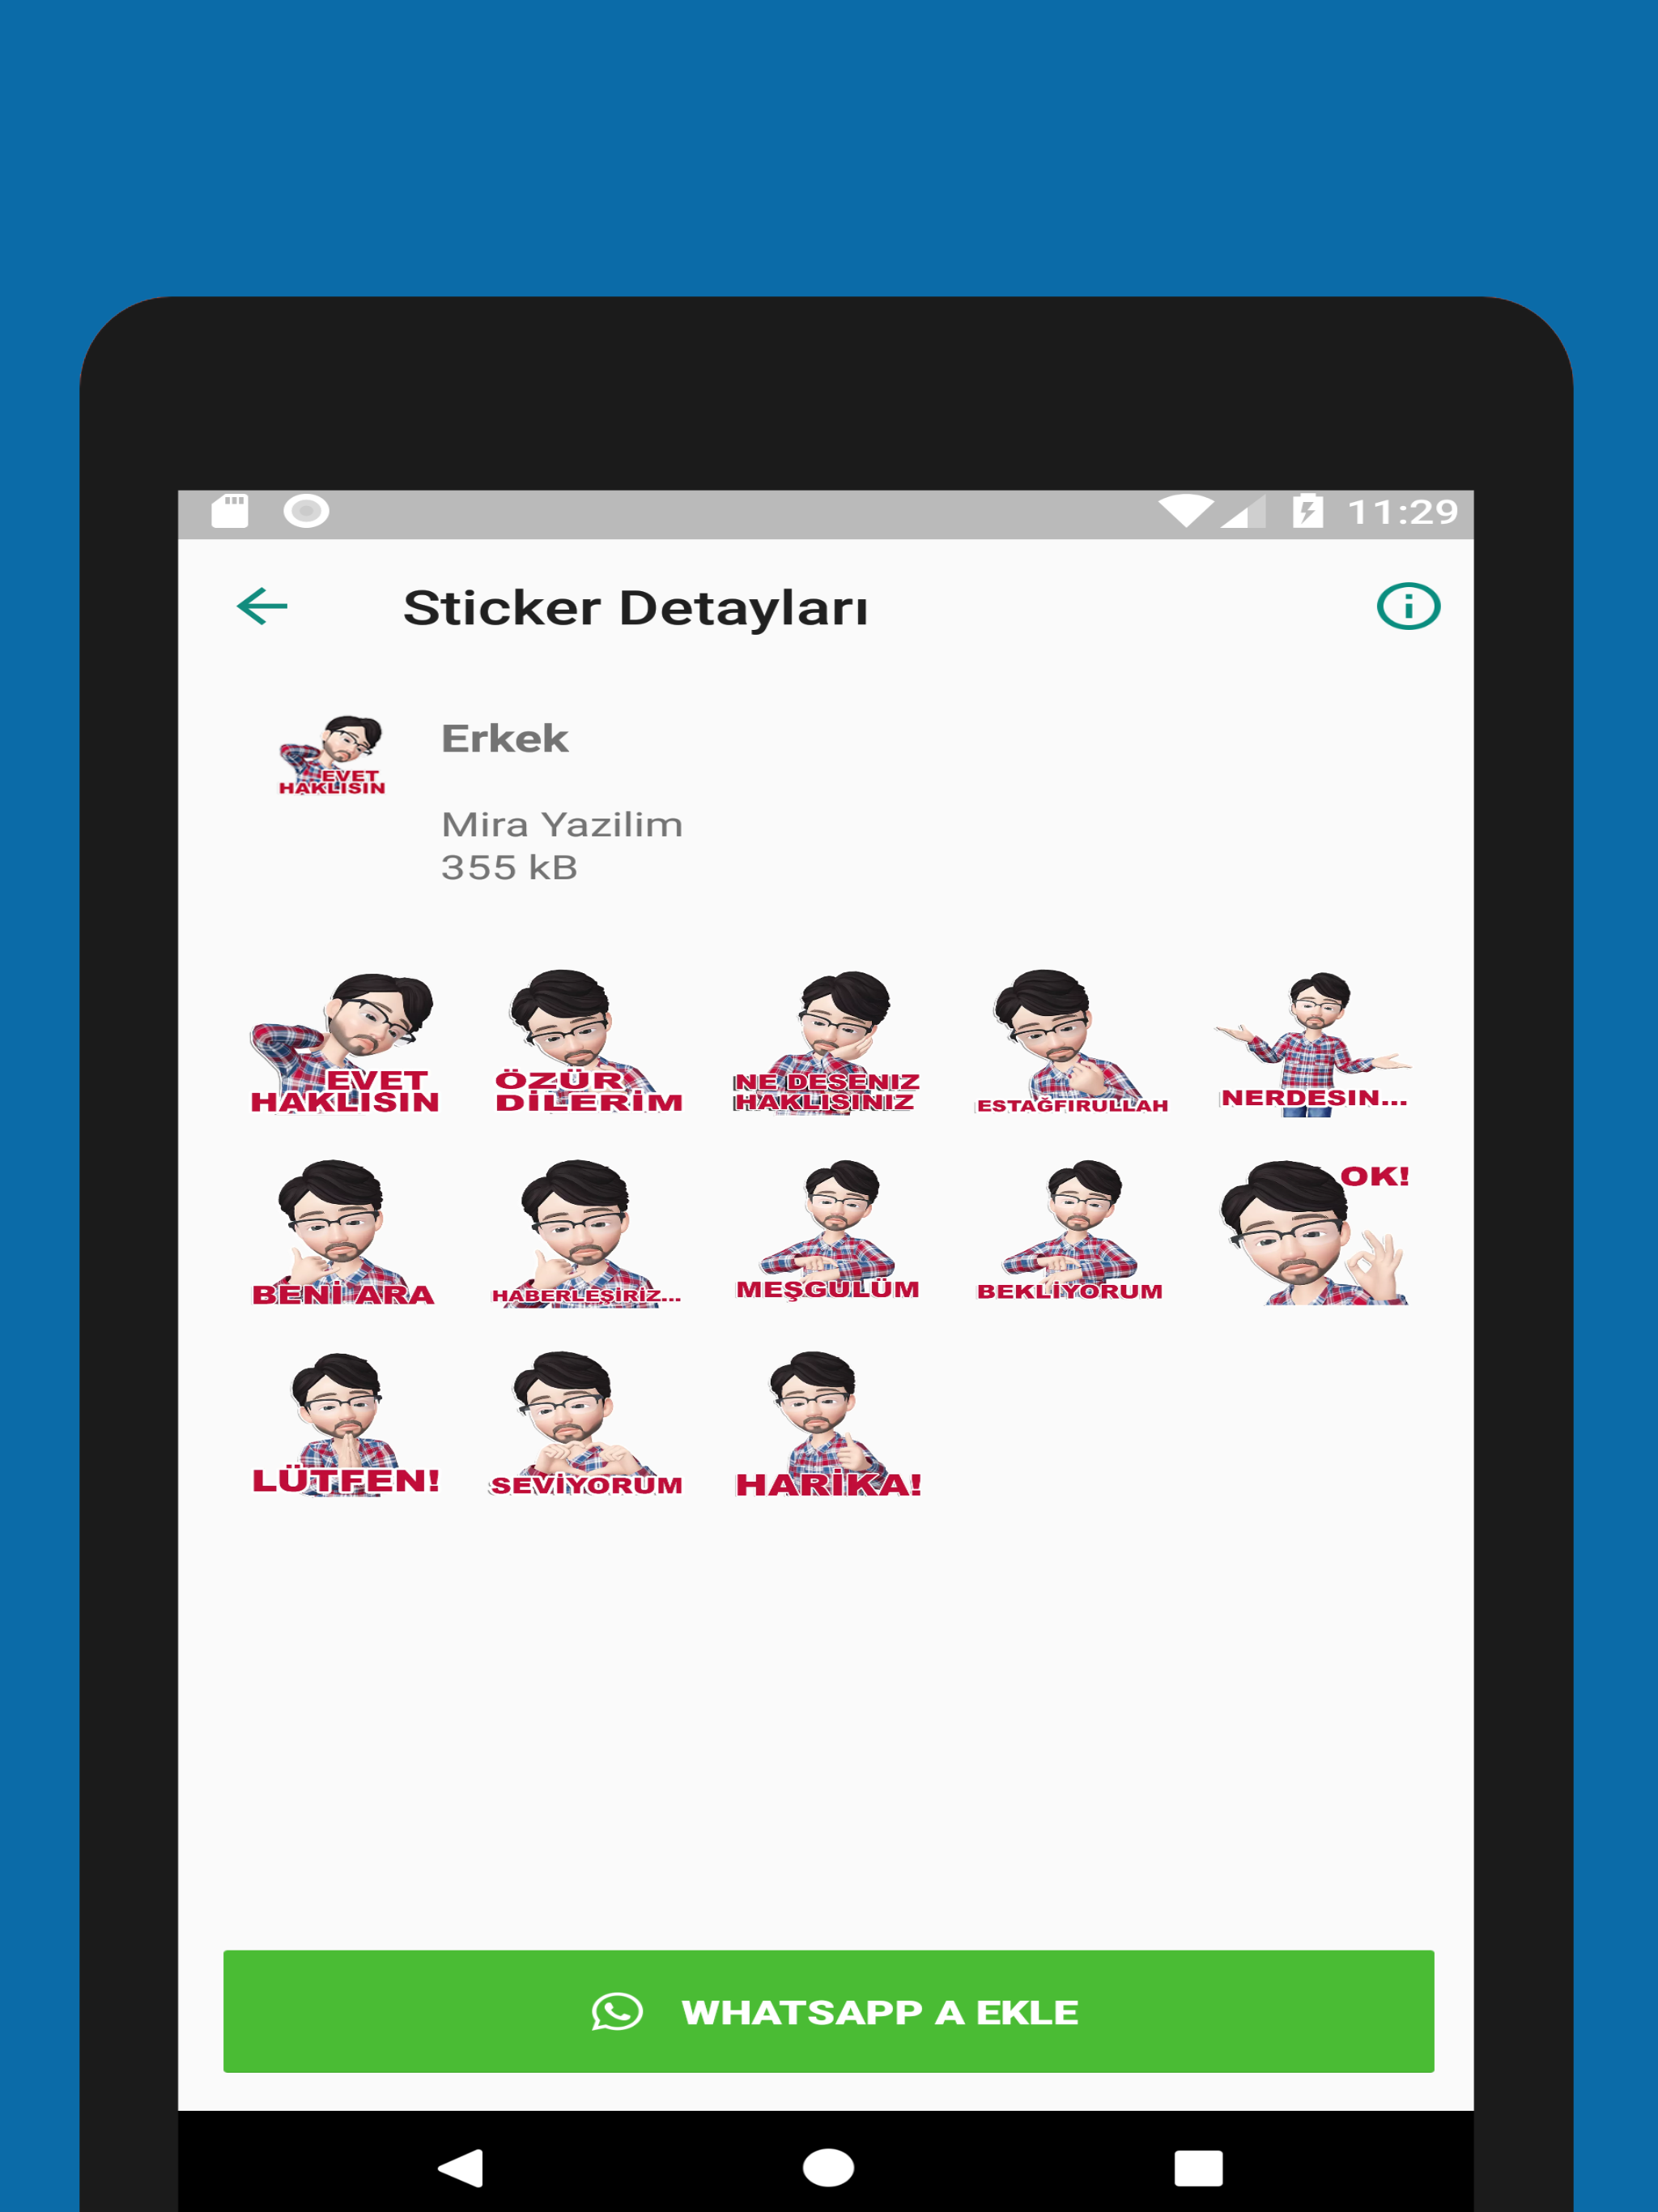 11:29
Sticker Detayları
EVET
HAKLISIN
Erkek
Mira Yazilim
355 kB
EVET
HAKLISIN
ÖZÜR
DİLERİM
NE DESENIZ
HAKLISINIZ
ESTAĞFIRULLAH
NERDESIN...
BENİ ARA
HABERLEŞİRİZ...
MEŞGULÜM
BEKLİYORUM
OK!
LÜTFEN!
SEVİYORUM
HARİKA!
WHATSAPP A EKLE